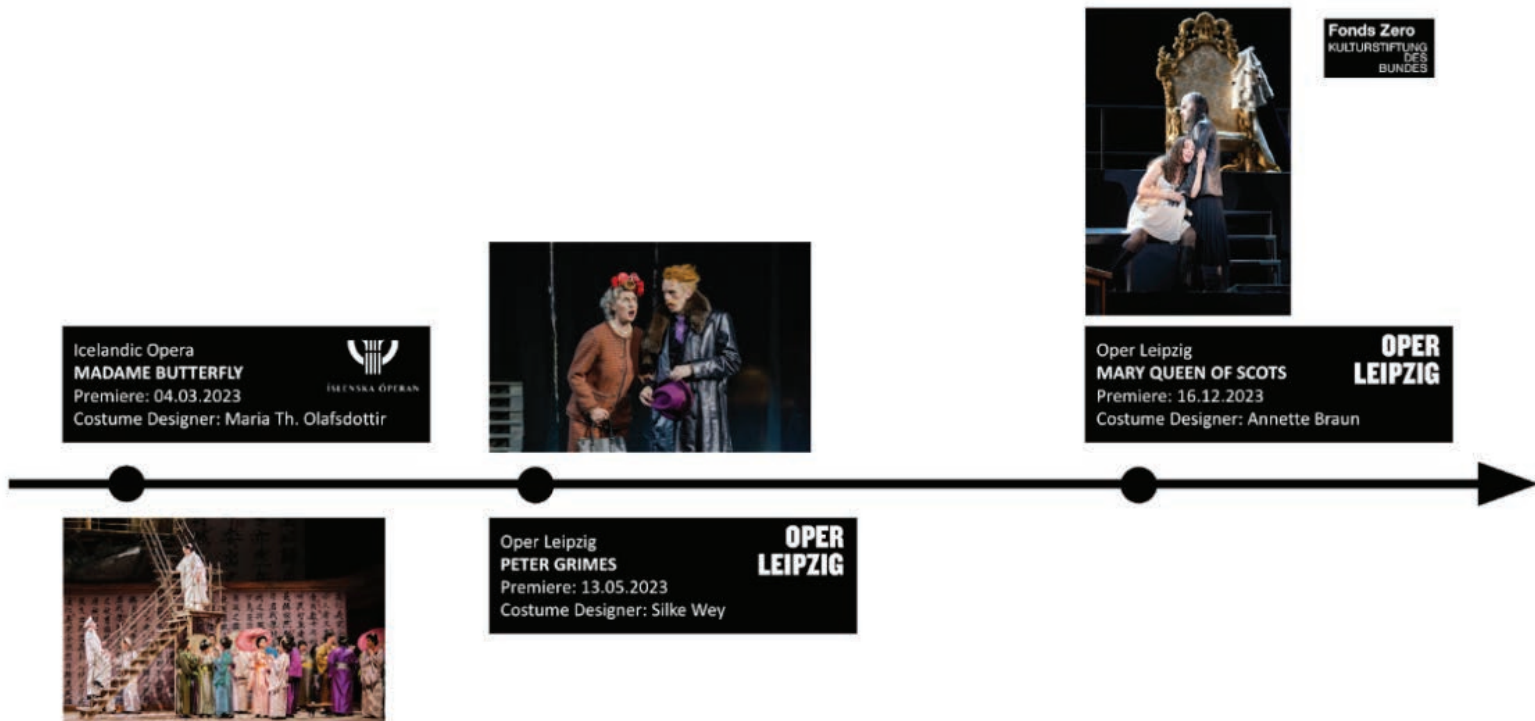 Fonds Zero
KULTURSTIFTUNG
DES
BUNDES
Icelandic Opera
MADAME BUTTERFLY
Premiere: 04.03.2023
Costume Designer: Maria Th. Olafsdottir
ÍSLENSKA ÓPERAN
Oper Leipzig
MARY QUEEN OF SCOTS
Premiere: 16.12.2023
Costume Designer: Annette Braun
OPER
LEIPZIG
Oper Leipzig
PETER GRIMES
Premiere: 13.05.2023
Costume Designer: Silke Wey
OPER
LEIPZIG